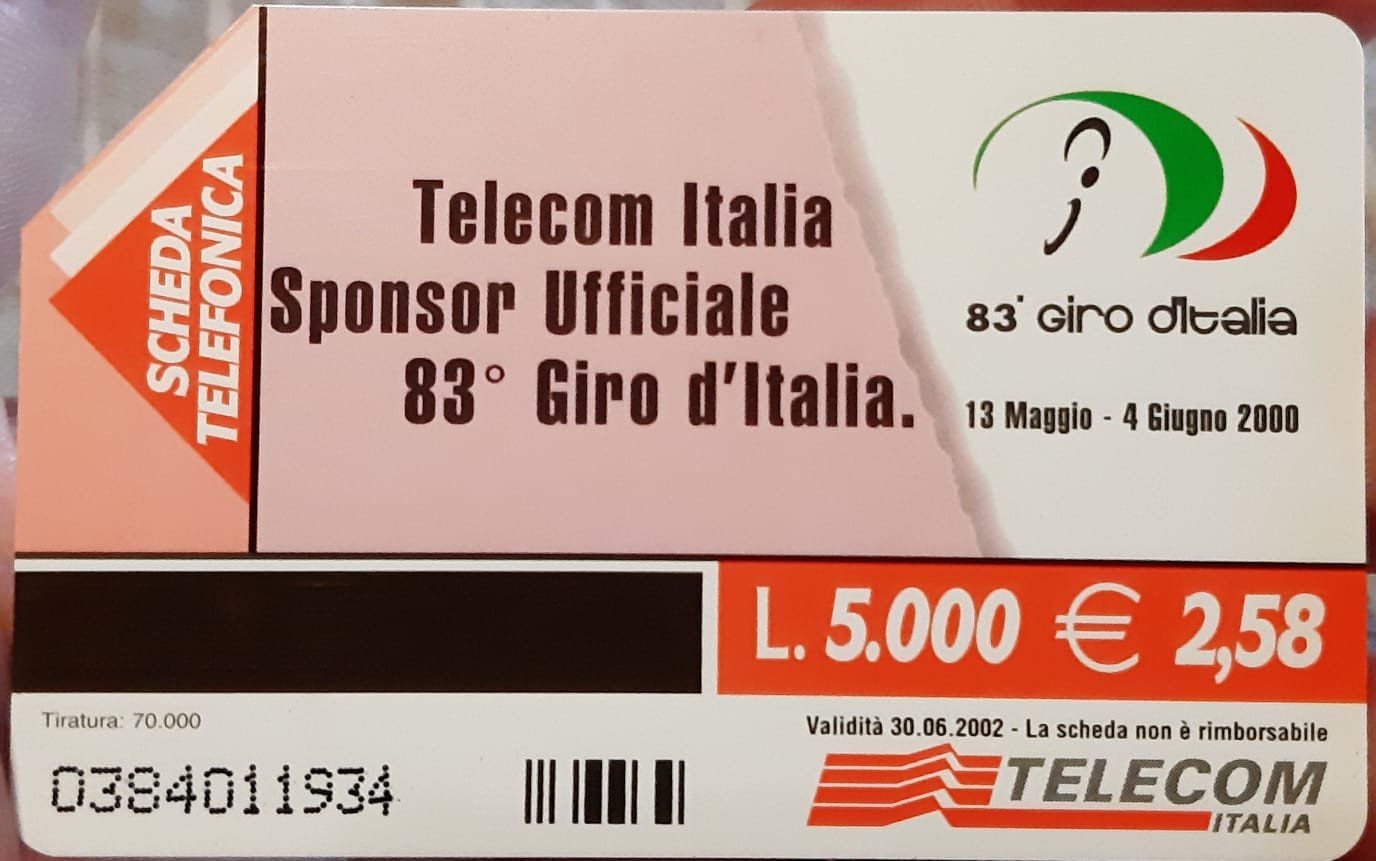 SCHEDA
TELEFONICA
Telecom Italia
Sponsor Ufficiale
83° Giro d'Italia.
83° Giro d'Italia
13 Maggio - 4 Giugno 2000
L. 5.000 € 2,58
Tiratura: 70.000
0384011934
Validità 30.06.2002 - La scheda non è rimborsabile
TELECOM
ITALIA